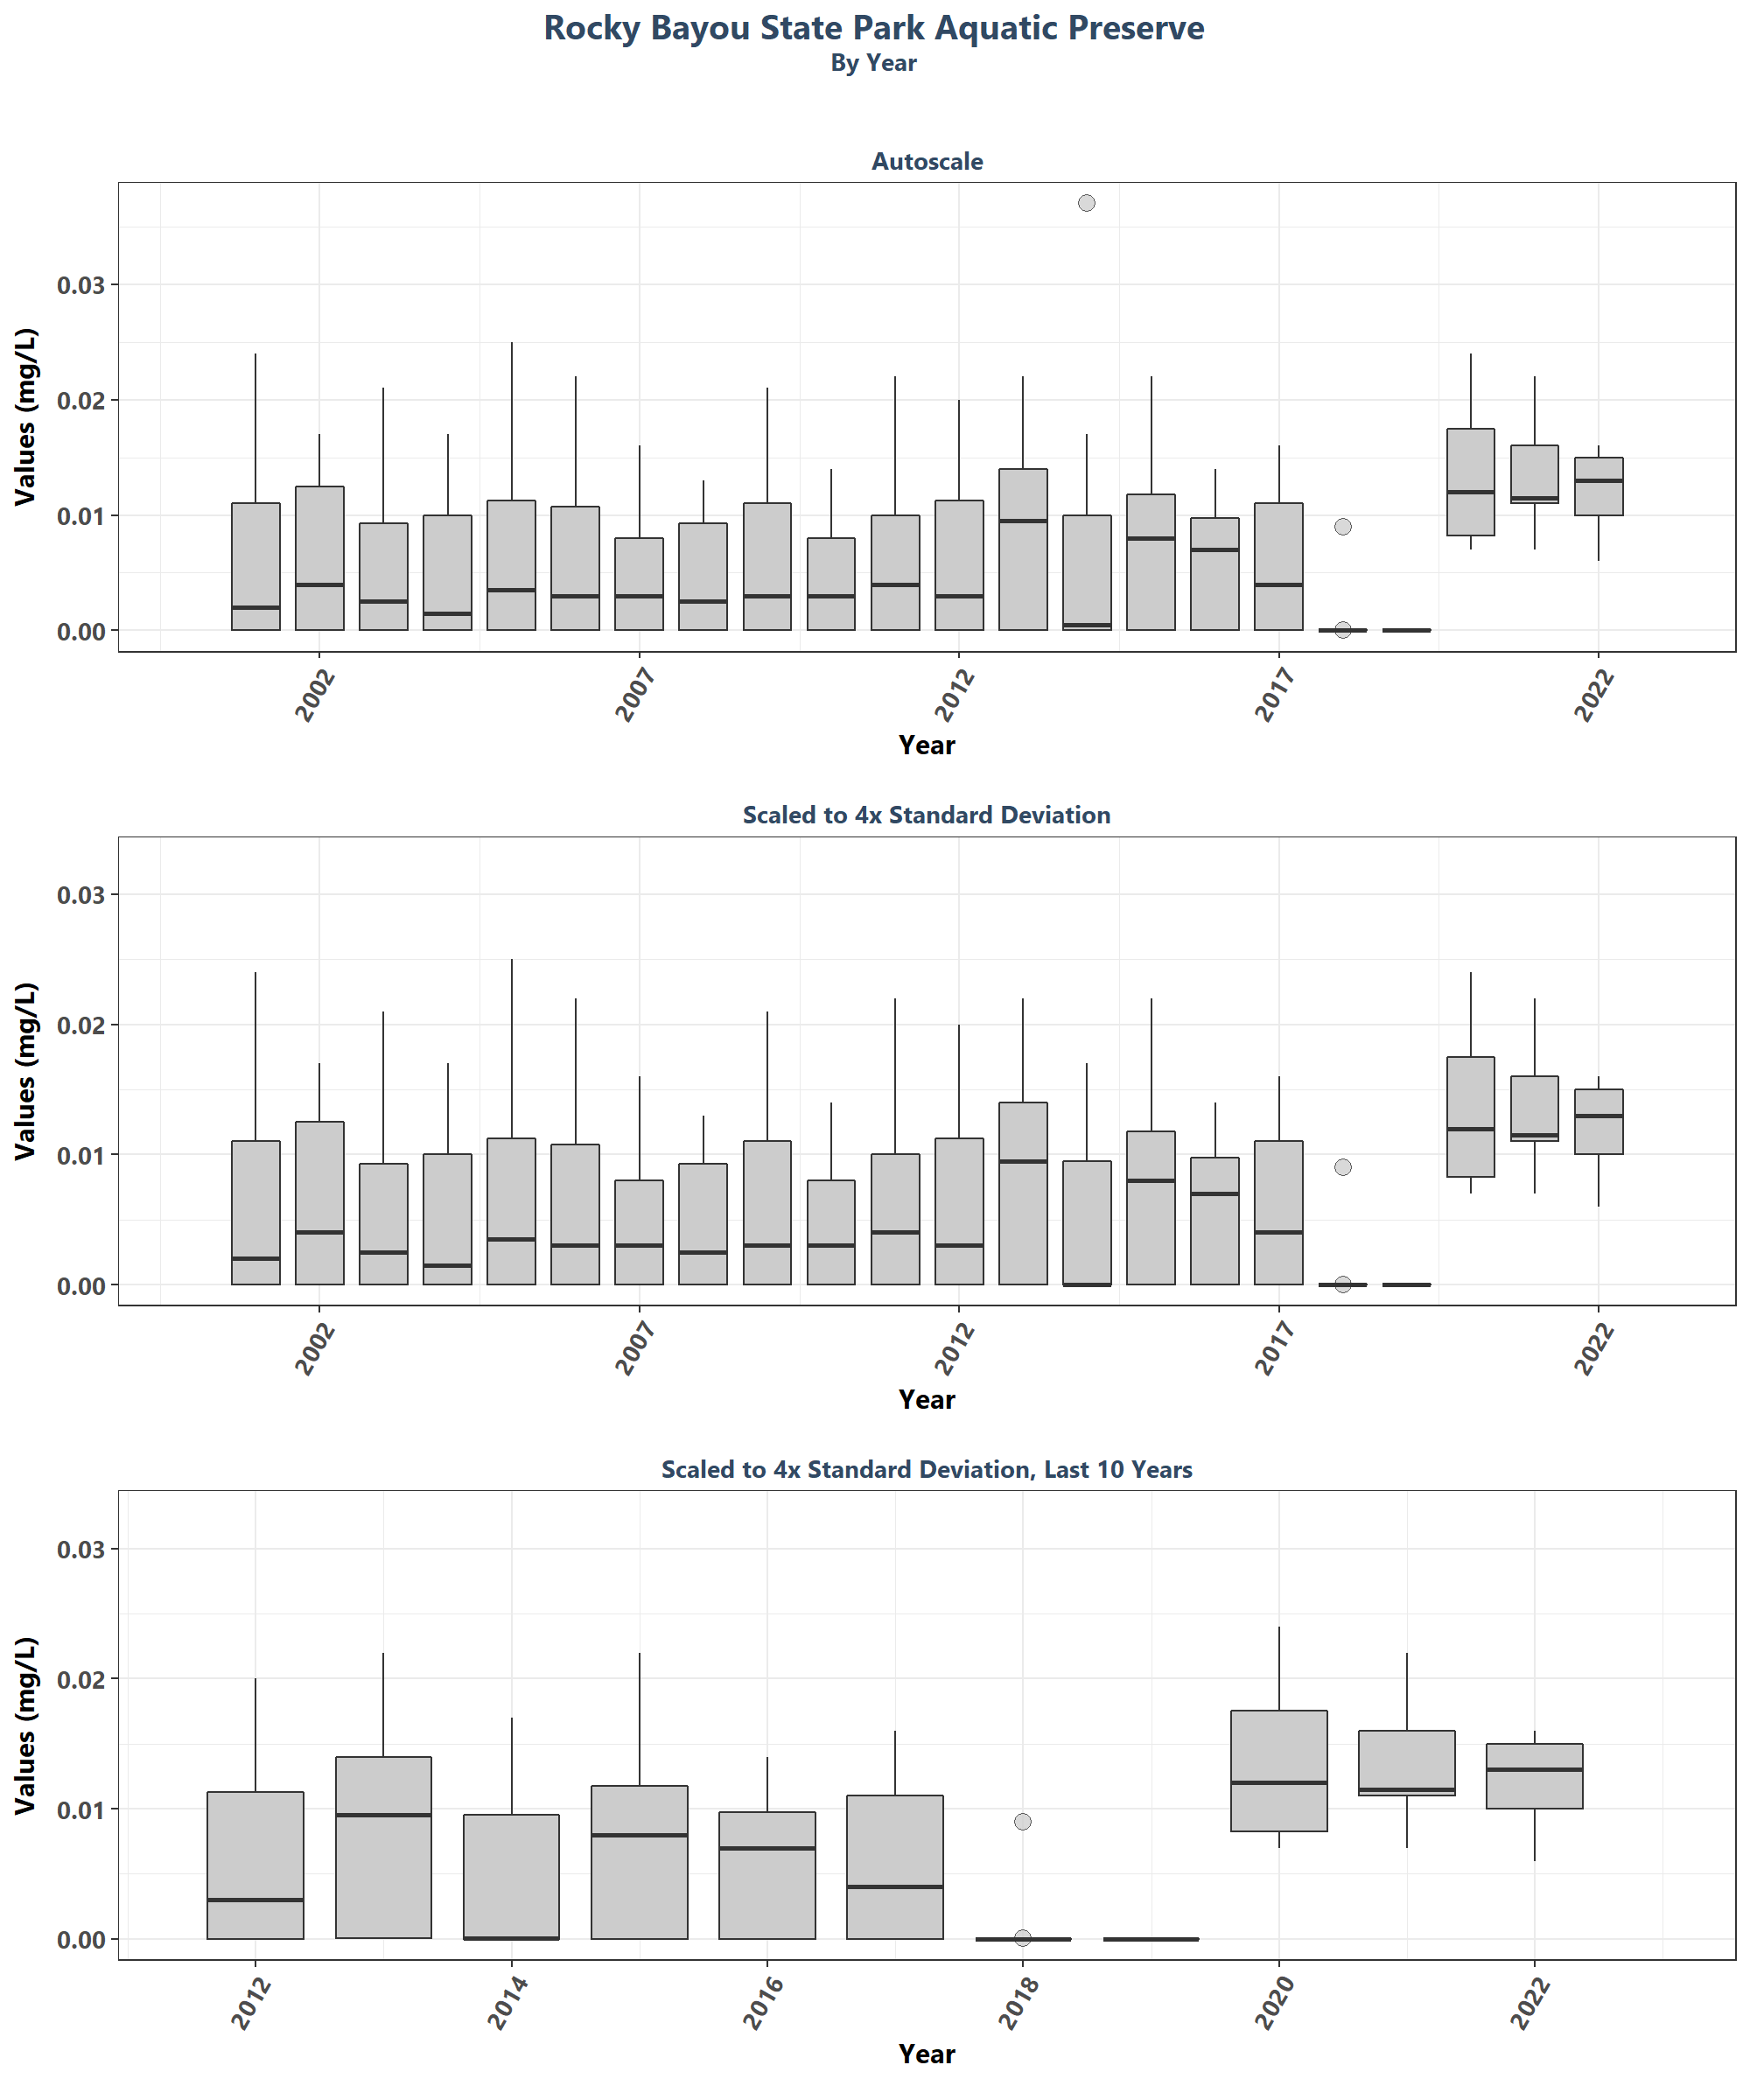 Rocky Bayou State Park Aquatic Preserve
By Year
Autoscale
Values (mg/L)
0.03
0.02
0.01
0.00
2002 2007 2012 2017 2022
Year
Scaled to 4x Standard Deviation
Values (mg/L)
0.03
0.02
0.01
0.00
2002 2007 2012 2017 2022
Year
Scaled to 4x Standard Deviation, Last 10 Years
Values (mg/L)
0.03
0.02
0.01
0.00
2012 2014 2016 2018 2020 2022
Year